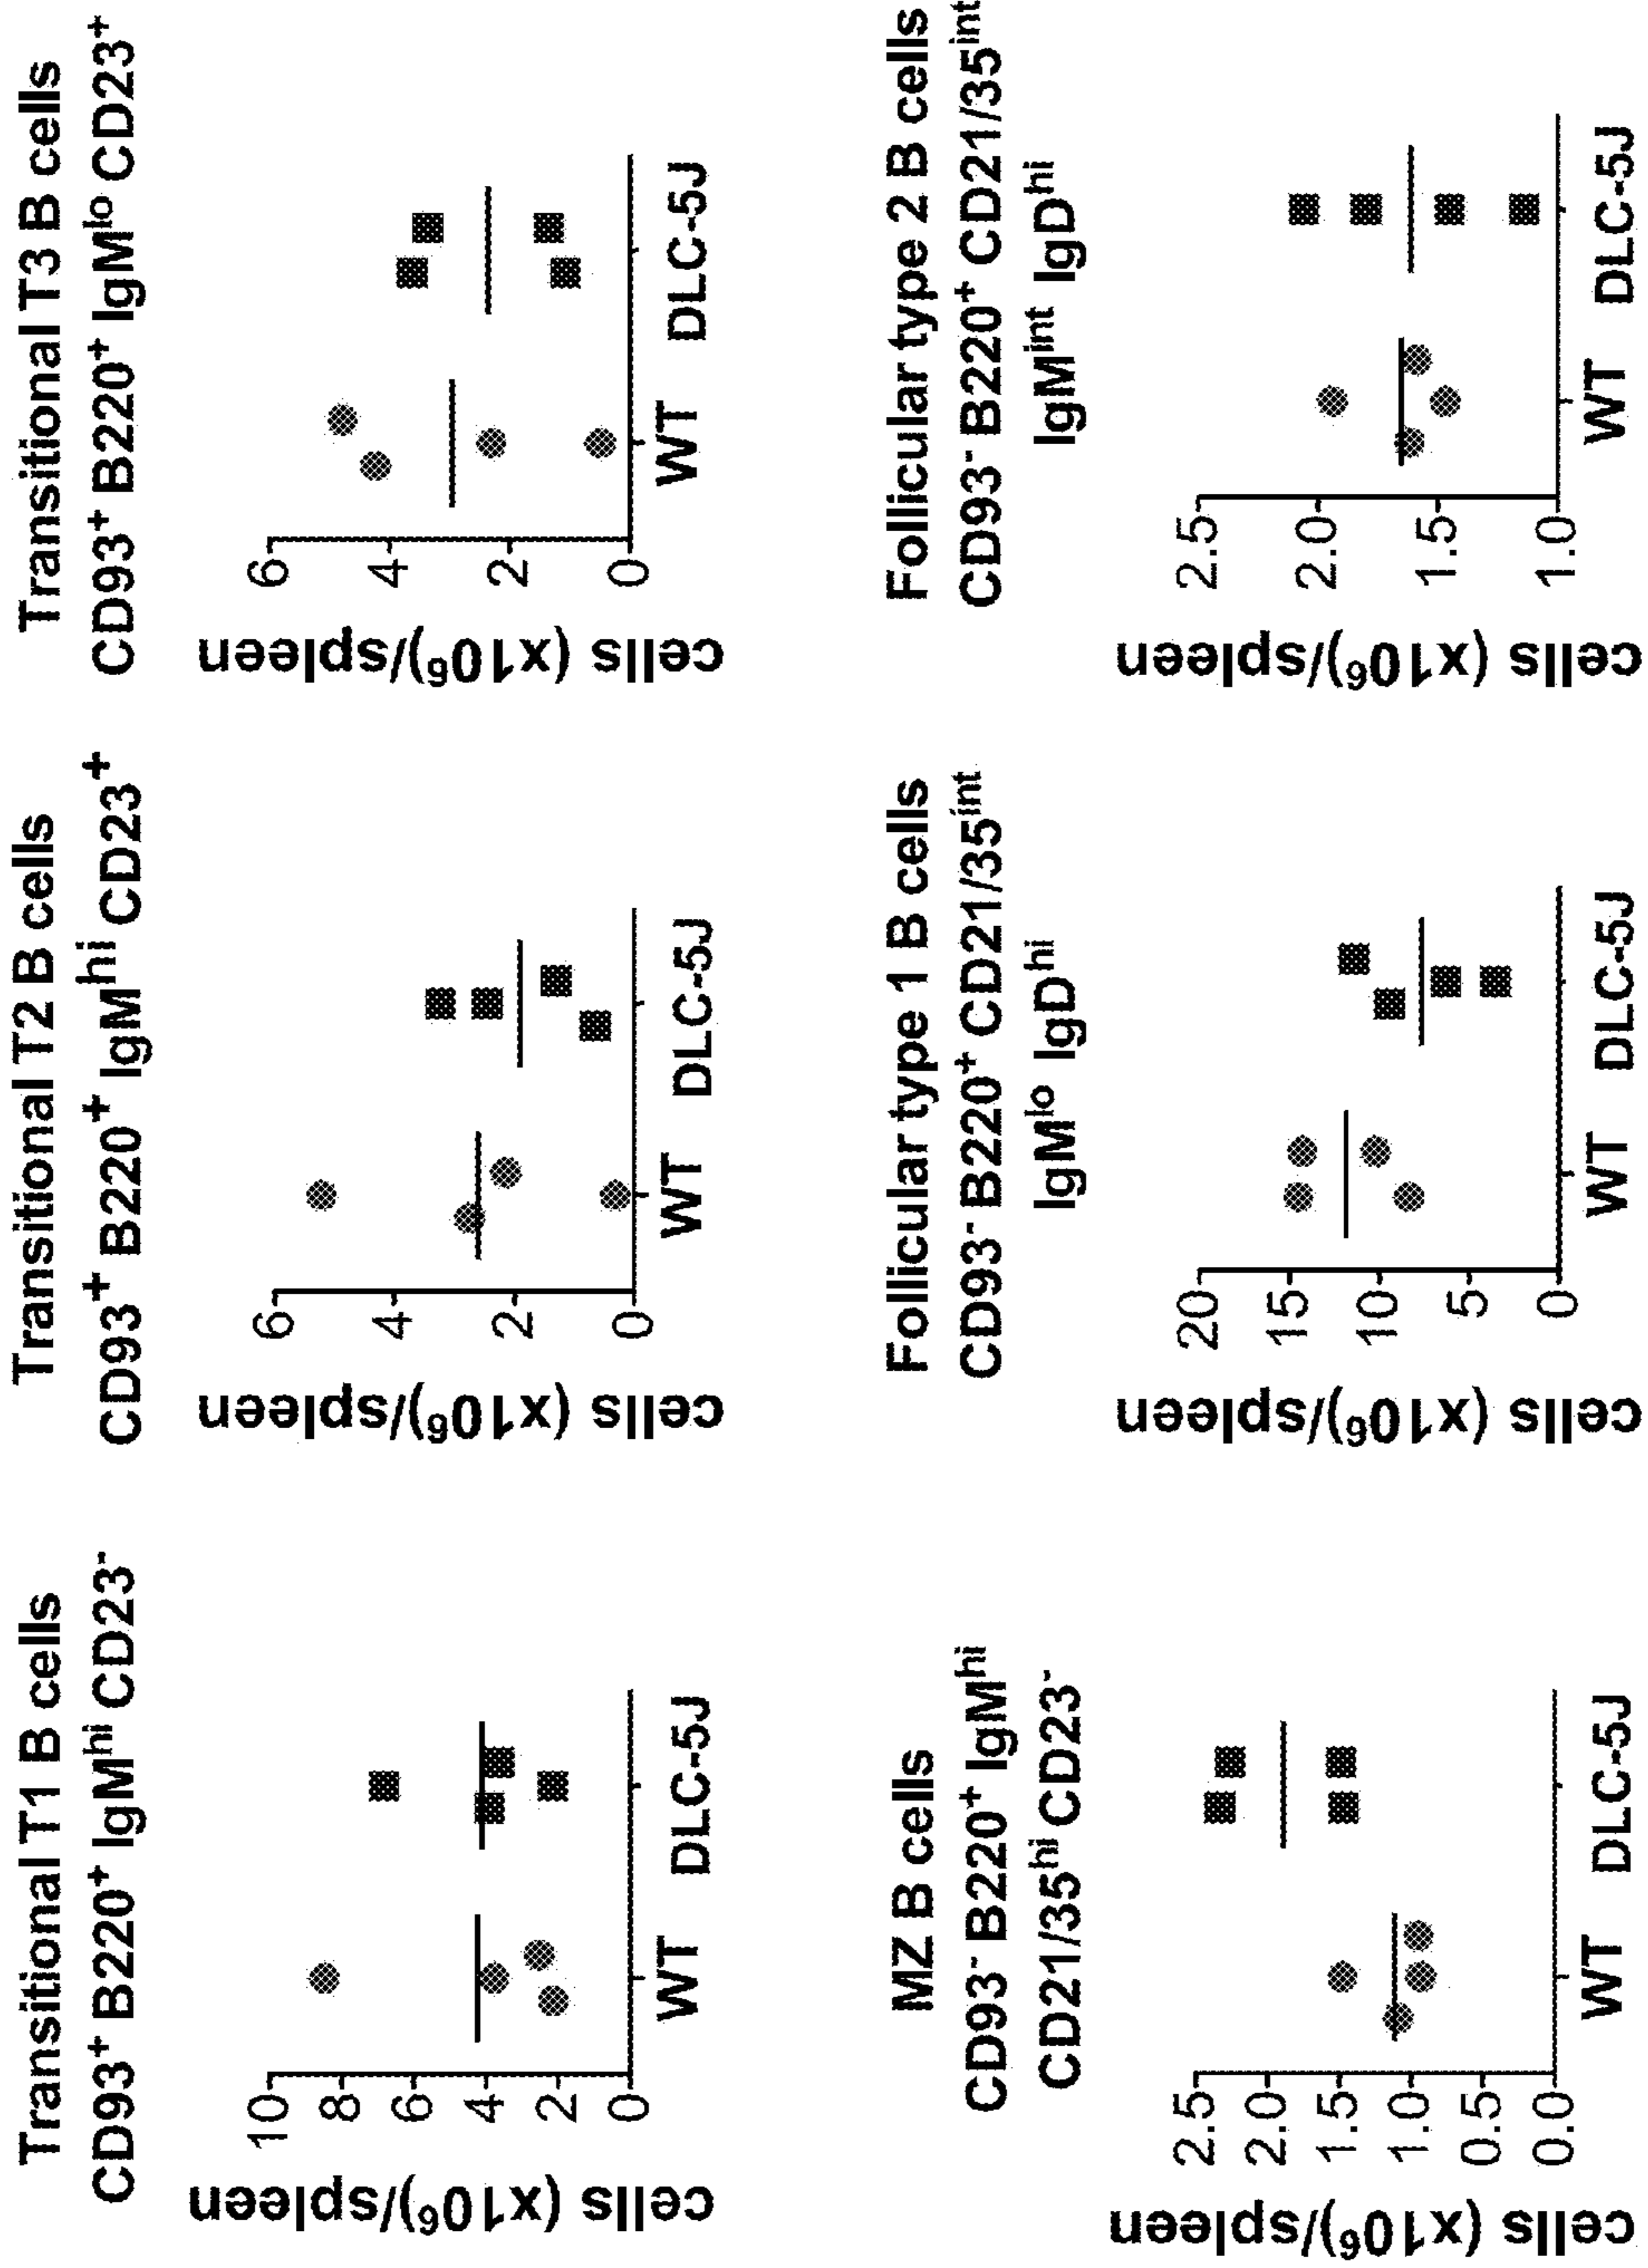 Transitional T1 B cells
CD93⁺ B220⁺ IgMʰⁱ CD23⁻
cells (x10⁶)/spleen
10
8
6
4
2
0
WT DLC-5J
Transitional T2 B cells
CD93⁺ B220⁺ IgMʰⁱ CD23⁺
cells (x10⁶)/spleen
6
4
2
0
WT DLC-5J
Transitional T3 B cells
CD93⁺ B220⁺ IgMˡᵒ CD23⁺
cells (x10⁶)/spleen
6
4
2
0
WT DLC-5J
MZ B cells
CD93⁻ B220⁺ IgMʰⁱ
CD21/35ʰⁱ CD23⁻
cells (x10⁶)/spleen
2.5
2.0
1.5
1.0
0.5
0.0
WT DLC-5J
Follicular type 1 B cells
CD93⁻ B220⁺ CD21/35ⁱⁿᵗ
IgMˡᵒ IgDʰⁱ
cells (x10⁶)/spleen
20
15
10
5
0
WT DLC-5J
Follicular type 2 B cells
CD93⁻ B220⁺ CD21/35ⁱⁿᵗ
IgMⁱⁿᵗ IgDʰⁱ
cells (x10⁶)/spleen
2.5
2.0
1.5
1.0
WT DLC-5J